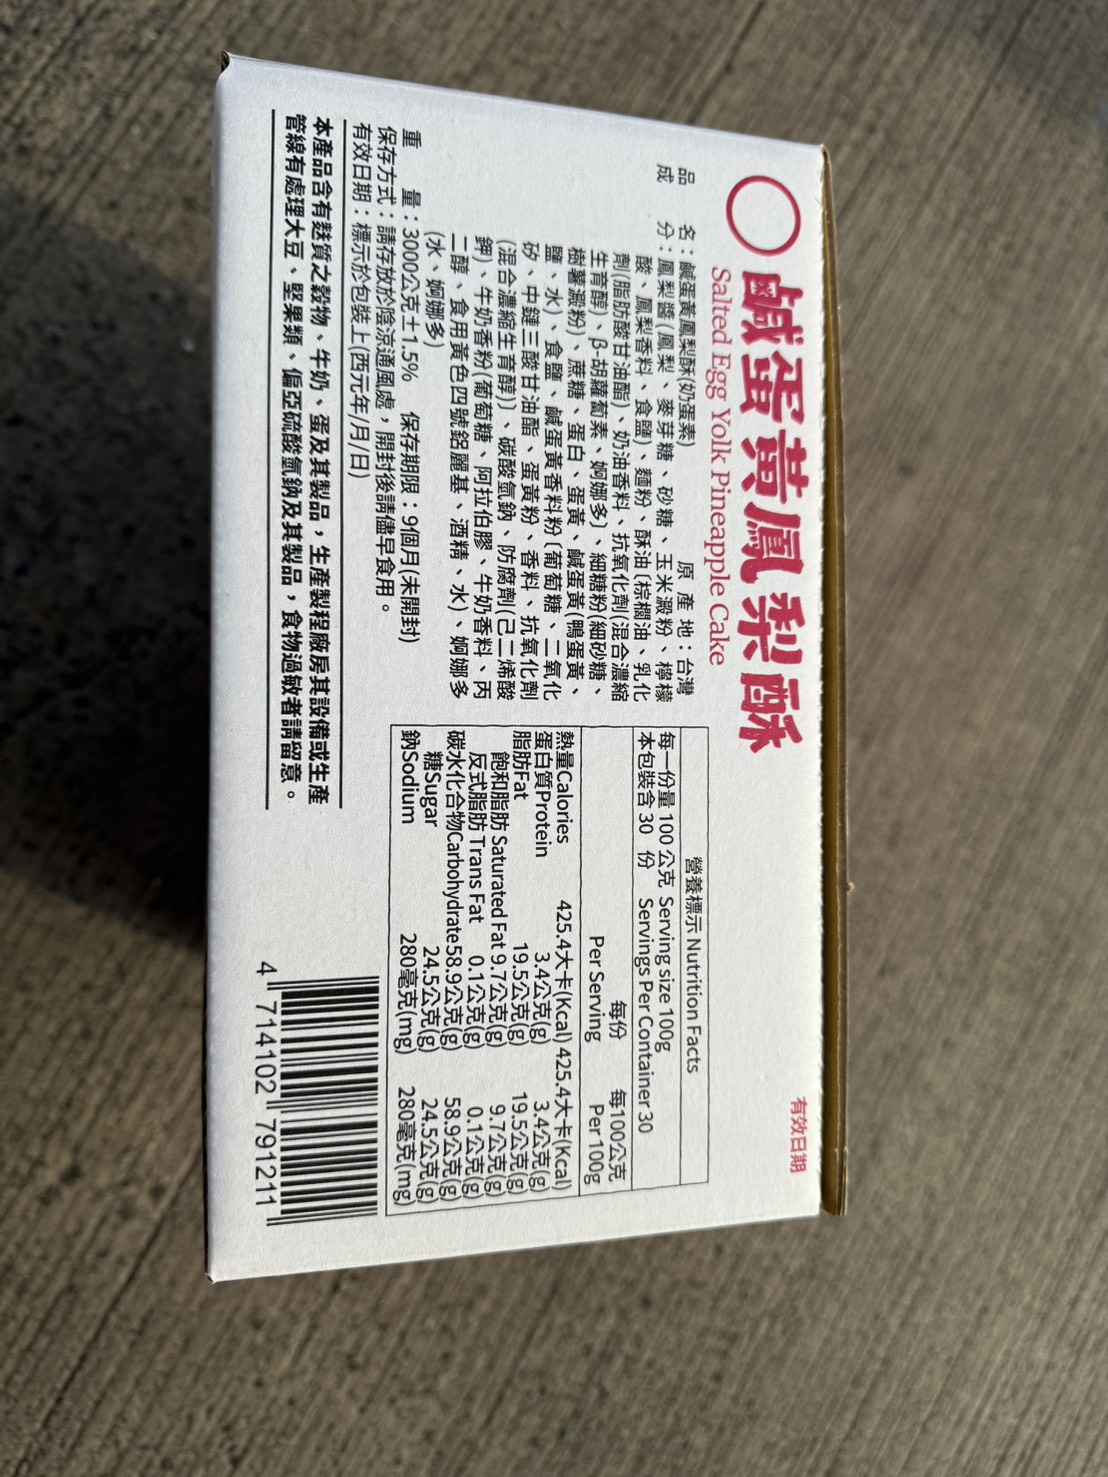 鹹蛋黃鳳梨酥
Salted Egg Yolk Pineapple Cake
有效日期
品名：鹹蛋黃鳳梨酥(奶蛋素) 原產地：台灣
成分：鳳梨醬(鳳梨、麥芽糖、砂糖、玉米澱粉、檸檬
酸、鳳梨香料、食鹽)、麵粉、酥油〔棕櫚油、乳化
劑(脂肪酸甘油酯)、奶油香料、抗氧化劑(混合濃縮
生育醇)、β-胡蘿蔔素、婀娜多〕、細糖粉(細砂糖、
樹薯澱粉)、蔗糖、蛋白、蛋黃、鹹蛋黃(鴨蛋黃、
鹽、水)、食鹽、鹹蛋黃香料粉〔葡萄糖、二氧化
矽、中鏈三酸甘油酯、蛋黃粉、香料、抗氧化劑
(混合濃縮生育醇)〕、碳酸氫鈉、防腐劑(己二烯酸
鉀)、牛奶香粉(葡萄糖、阿拉伯膠、牛奶香料、丙
二醇、食用黃色四號鋁麗基、酒精、水)、婀娜多
(水、婀娜多)
重量：3000公克±1.5% 保存期限：9個月(未開封)
保存方式：請存放於陰涼通風處，開封後請儘早食用。
有效日期：標示於包裝上(西元年/月/日)
本產品含有麩質之穀物、牛奶、蛋及其製品，生產製程廠房其設備或生產
管線有處理大豆、堅果類、偏亞硫酸氫鈉及其製品，食物過敏者請留意。
營養標示 Nutrition Facts
每一份量 100 公克 Serving size 100g
本包裝含 30 份 Servings Per Container 30
每份 每100公克
Per Serving Per 100g
熱量Calories 425.4大卡(Kcal) 425.4大卡(Kcal)
蛋白質Protein 3.4公克(g) 3.4公克(g)
脂肪Fat 19.5公克(g) 19.5公克(g)
飽和脂肪 Saturated Fat 9.7公克(g) 9.7公克(g)
反式脂肪 Trans Fat 0.1公克(g) 0.1公克(g)
碳水化合物Carbohydrate 58.9公克(g) 58.9公克(g)
糖Sugar 24.5公克(g) 24.5公克(g)
鈉Sodium 280毫克(mg) 280毫克(mg)
4 714102 791211